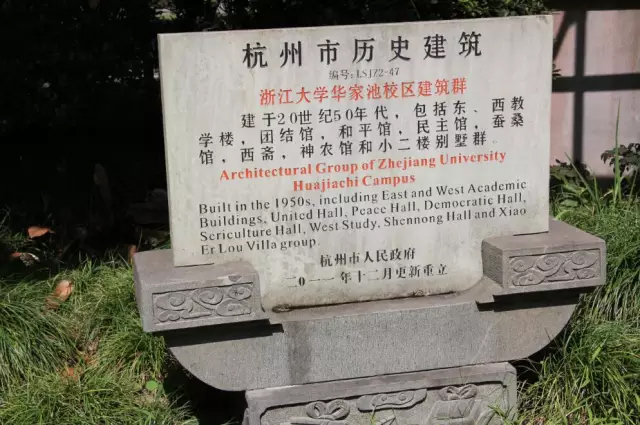 杭州市历史建筑
编号:LSJZ2-47
浙江大学华家池校区建筑群
建于20世纪50年代，包括东、西教
学楼，团结馆，和平馆，民主馆，蚕桑
馆，西斋，神农馆和小二楼别墅群。
Architectural Group of Zhejiang University
Huajiachi Campus
Built in the 1950s, including East and West Academic
Buildings, United Hall, Peace Hall, Democratic Hall,
Sericulture Hall, West Study, Shennong Hall and Xiao
Er Lou Villa group.
杭州市人民政府
二〇一一年十二月更新重立